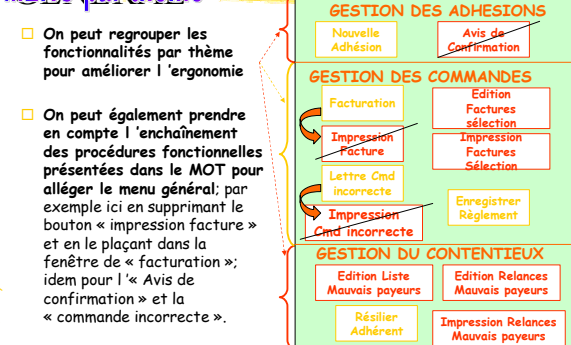 On peut regrouper les
fonctionnalités par thème
pour améliorer l 'ergonomie
On peut également prendre
en compte l 'enchaînement
des procédures fonctionnelles
présentées dans le MOT pour
alléger le menu général; par
exemple ici en supprimant le
bouton « impression facture »
et en le plaçant dans la
fenêtre de « facturation »;
idem pour l '« Avis de
confirmation » et la
« commande incorrecte ».
GESTION DES ADHESIONS
Nouvelle
Adhésion
Avis de
Confirmation
GESTION DES COMMANDES
Facturation
Edition
Factures
sélection
Impression
Facture
Impression
Factures
Sélection
Lettre Cmd
incorrecte
Enregistrer
Règlement
Impression
Cmd incorrecte
GESTION DU CONTENTIEUX
Edition Liste
Mauvais payeurs
Edition Relances
Mauvais payeurs
Résilier
Adhérent
Impression Relances
Mauvais payeurs